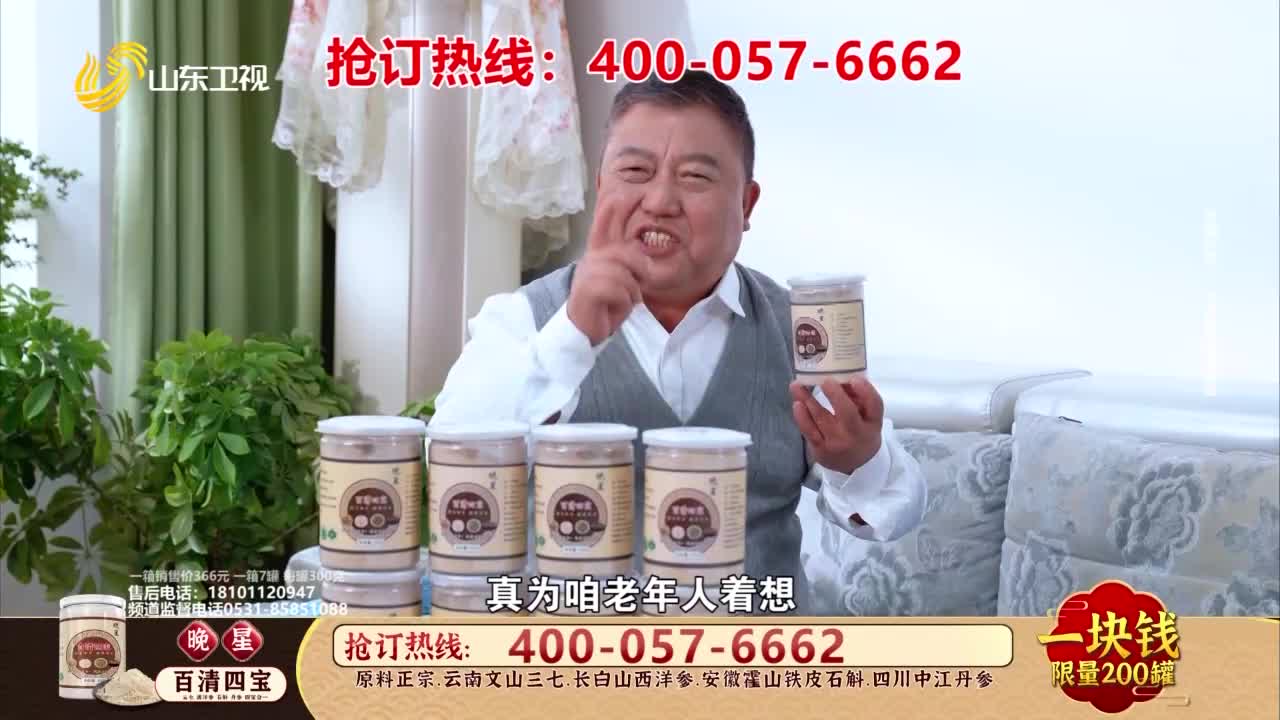 抢订热线：400-057-6662
山东卫视
晚星
真为咱老年人着想
一箱销售价366元 一箱7罐 每罐300克
售后电话：18101120947
频道监督电话0531-85851088
晚星
百清四宝
抢订热线：400-057-6662
原料正宗.云南文山三七.长白山西洋参.安徽霍山铁皮石斛.四川中江丹参
一块钱
限量200罐